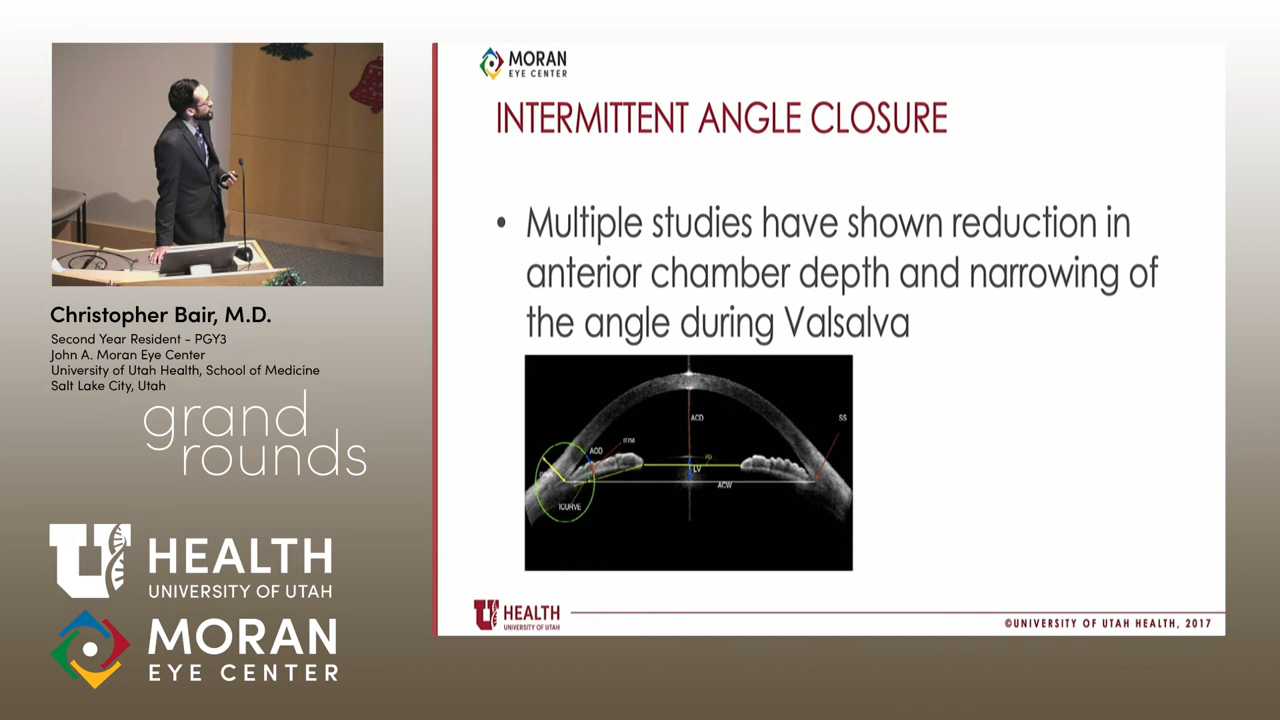 Christopher Bair, M.D.
Second Year Resident - PGY3
John A. Moran Eye Center
University of Utah Health, School of Medicine
Salt Lake City, Utah
grand
rounds
U HEALTH
UNIVERSITY OF UTAH
MORAN
EYE CENTER
MORAN
EYE CENTER
INTERMITTENT ANGLE CLOSURE
• Multiple studies have shown reduction in
anterior chamber depth and narrowing of
the angle during Valsalva
ACD
SS
AOD
IT750
PD
LV
ACW
ICURVE
U HEALTH
UNIVERSITY OF UTAH
©UNIVERSITY OF UTAH HEALTH, 2017